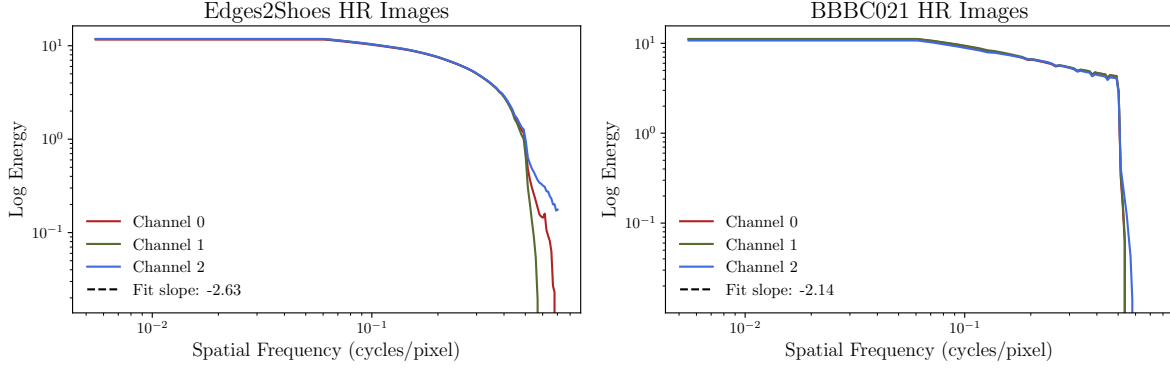 Edges2Shoes HR Images
Log Energy
10^1
10^0
10^-1
Channel 0
Channel 1
Channel 2
Fit slope: -2.63
10^-2
10^-1
Spatial Frequency (cycles/pixel)
BBBC021 HR Images
Log Energy
10^1
10^0
10^-1
Channel 0
Channel 1
Channel 2
Fit slope: -2.14
10^-2
10^-1
Spatial Frequency (cycles/pixel)